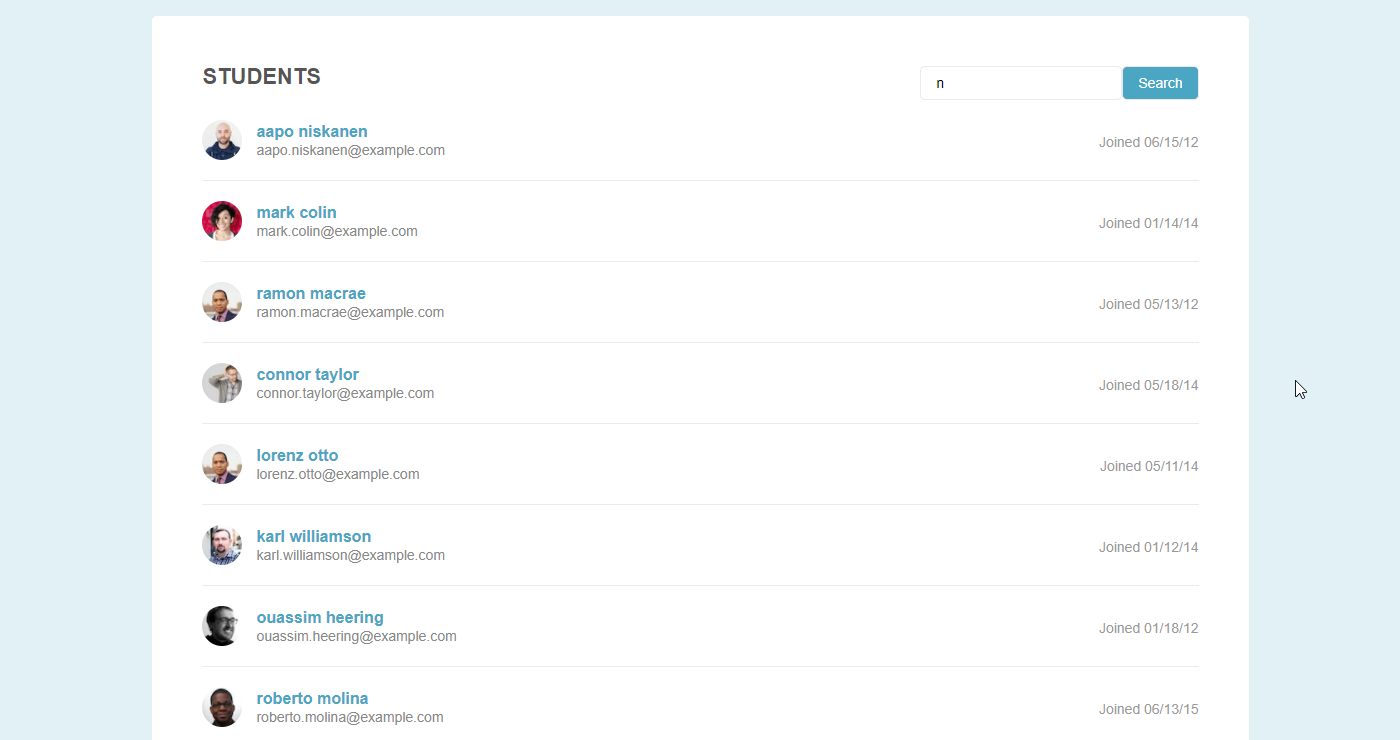 STUDENTS
n
Search
aapo niskanen
aapo.niskanen@example.com
Joined 06/15/12
mark colin
mark.colin@example.com
Joined 01/14/14
ramon macrae
ramon.macrae@example.com
Joined 05/13/12
connor taylor
connor.taylor@example.com
Joined 05/18/14
lorenz otto
lorenz.otto@example.com
Joined 05/11/14
karl williamson
karl.williamson@example.com
Joined 01/12/14
ouassim heering
ouassim.heering@example.com
Joined 01/18/12
roberto molina
roberto.molina@example.com
Joined 06/13/15